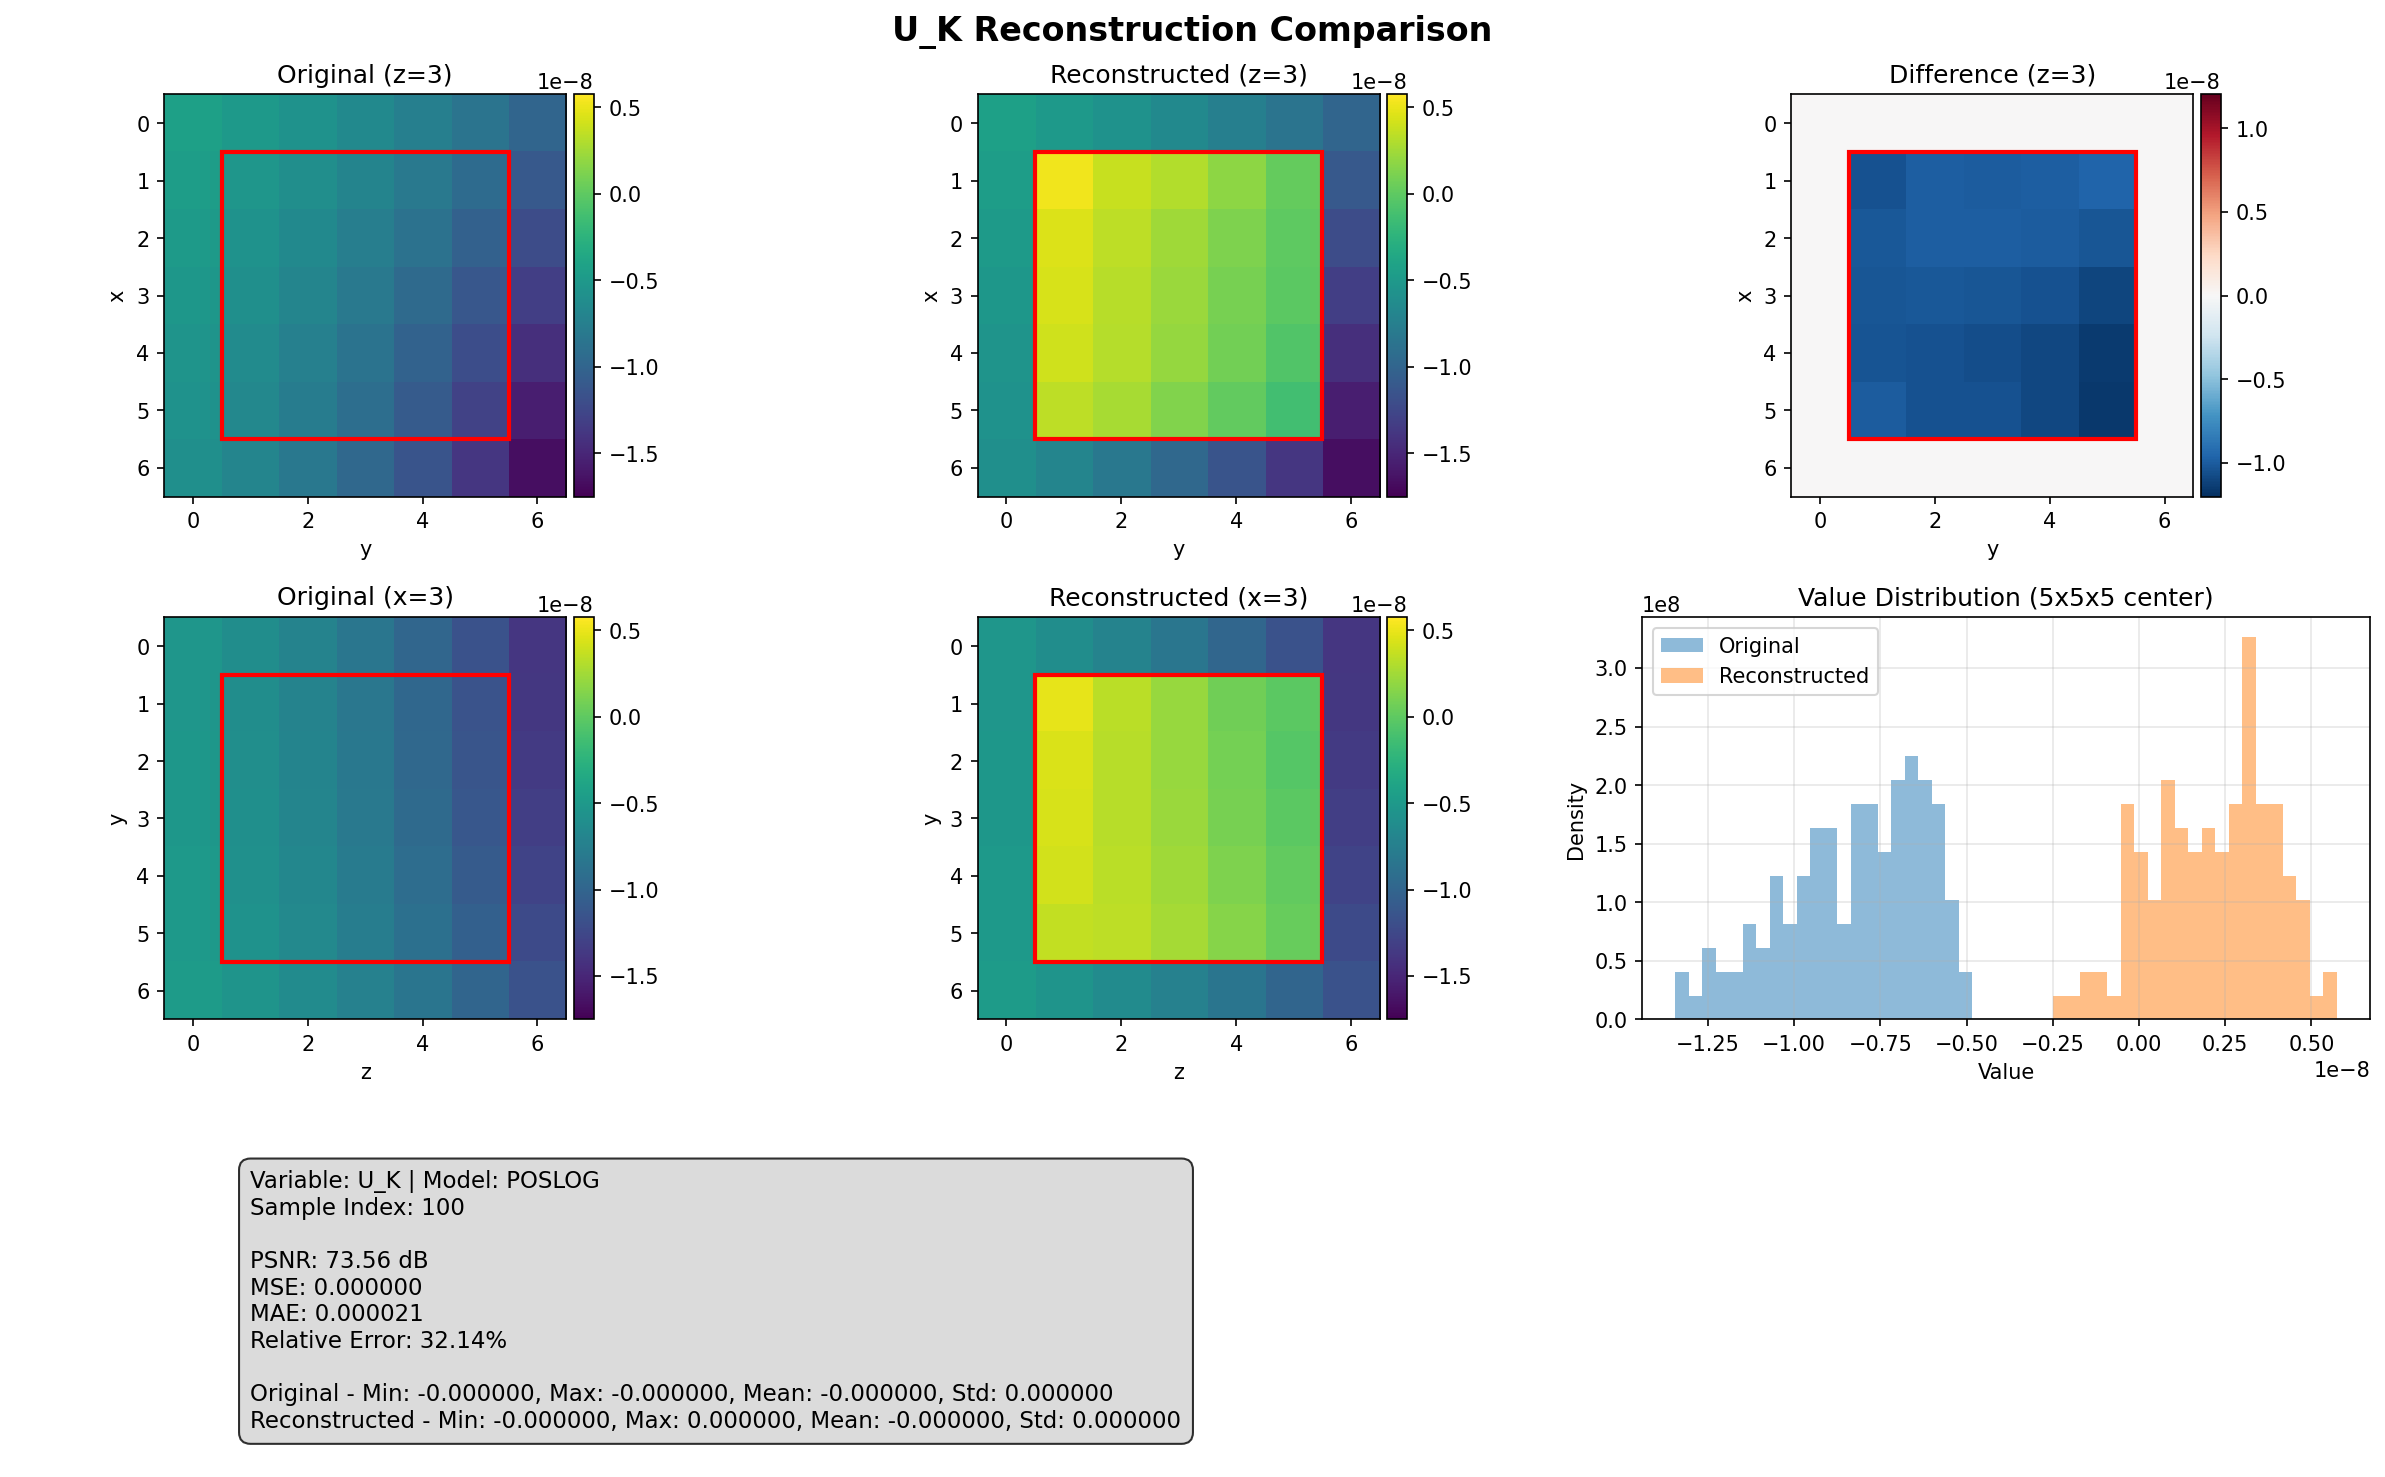 U_K Reconstruction Comparison
Original (z=3)
1e−8
0
1
2
3
4
5
6
x
0 2 4 6
y
0.5
0.0
−0.5
−1.0
−1.5
Reconstructed (z=3)
1e−8
0
1
2
3
4
5
6
x
0 2 4 6
y
0.5
0.0
−0.5
−1.0
−1.5
Difference (z=3)
1e−8
0
1
2
3
4
5
6
x
0 2 4 6
y
1.0
0.5
0.0
−0.5
−1.0
Original (x=3)
1e−8
0
1
2
3
4
5
6
y
0 2 4 6
z
0.5
0.0
−0.5
−1.0
−1.5
Reconstructed (x=3)
1e−8
0
1
2
3
4
5
6
y
0 2 4 6
z
0.5
0.0
−0.5
−1.0
−1.5
Value Distribution (5x5x5 center)
1e8
Original
Reconstructed
3.0
2.5
2.0
1.5
1.0
0.5
0.0
Density
−1.25 −1.00 −0.75 −0.50 −0.25 0.00 0.25 0.50
Value
1e−8
Variable: U_K | Model: POSLOG
Sample Index: 100
PSNR: 73.56 dB
MSE: 0.000000
MAE: 0.000021
Relative Error: 32.14%
Original - Min: -0.000000, Max: -0.000000, Mean: -0.000000, Std: 0.000000
Reconstructed - Min: -0.000000, Max: 0.000000, Mean: -0.000000, Std: 0.000000